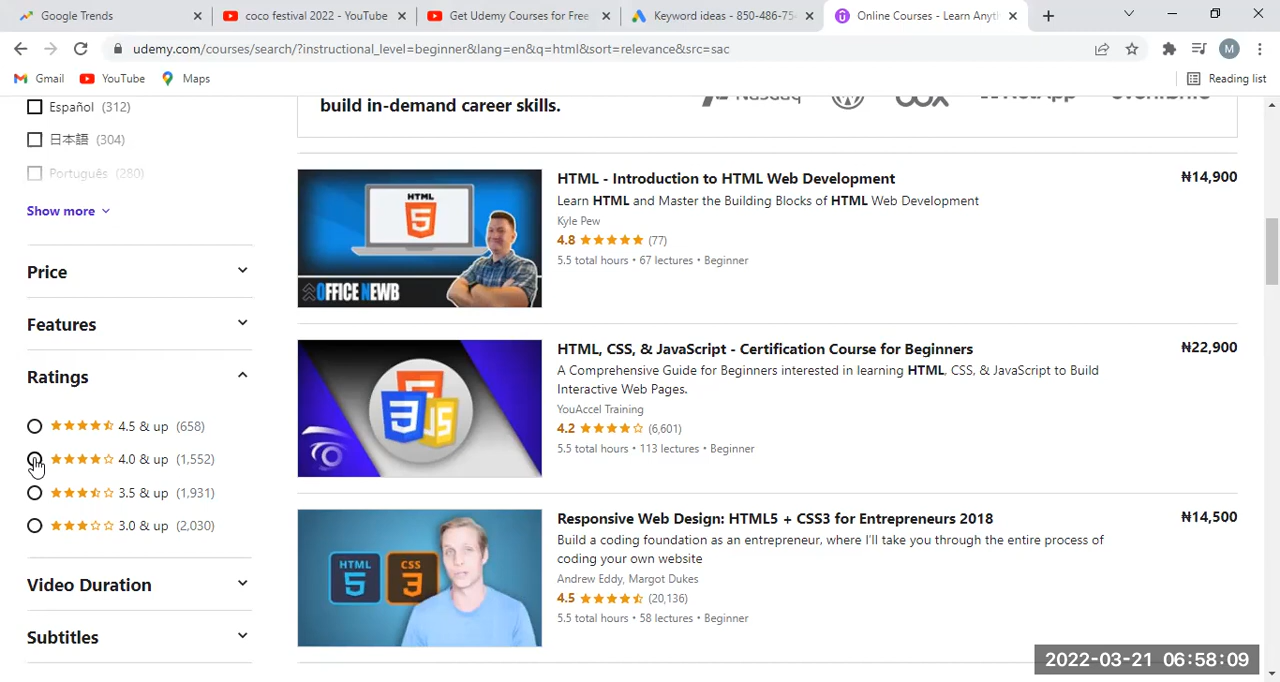 Google Trends
coco festival 2022 - YouTube
Get Udemy Courses for Free
Keyword ideas - 850-486-75
Online Courses - Learn Anyt
udemy.com/courses/search/?instructional_level=beginner&lang=en&q=html&sort=relevance&src=sac
M
Gmail
YouTube
Maps
Reading list
Español (312)
日本語 (304)
Português (280)
Show more
Price
Features
Ratings
4.5 & up (658)
4.0 & up (1,552)
3.5 & up (1,931)
3.0 & up (2,030)
Video Duration
Subtitles
build in-demand career skills.
Nasdaq
box
NetApp
eventbrite
HTML
5
OFFICE NEWB
HTML - Introduction to HTML Web Development
₦14,900
Learn HTML and Master the Building Blocks of HTML Web Development
Kyle Pew
4.8 (77)
5.5 total hours • 67 lectures • Beginner
3
JS
HTML, CSS, & JavaScript - Certification Course for Beginners
₦22,900
A Comprehensive Guide for Beginners interested in learning HTML, CSS, & JavaScript to Build
Interactive Web Pages.
YouAccel Training
4.2 (6,601)
5.5 total hours • 113 lectures • Beginner
HTML CSS
5 3
Responsive Web Design: HTML5 + CSS3 for Entrepreneurs 2018
₦14,500
Build a coding foundation as an entrepreneur, where I'll take you through the entire process of
coding your own website
Andrew Eddy, Margot Dukes
4.5 (20,136)
5.5 total hours • 58 lectures • Beginner
2022-03-21 06:58:09